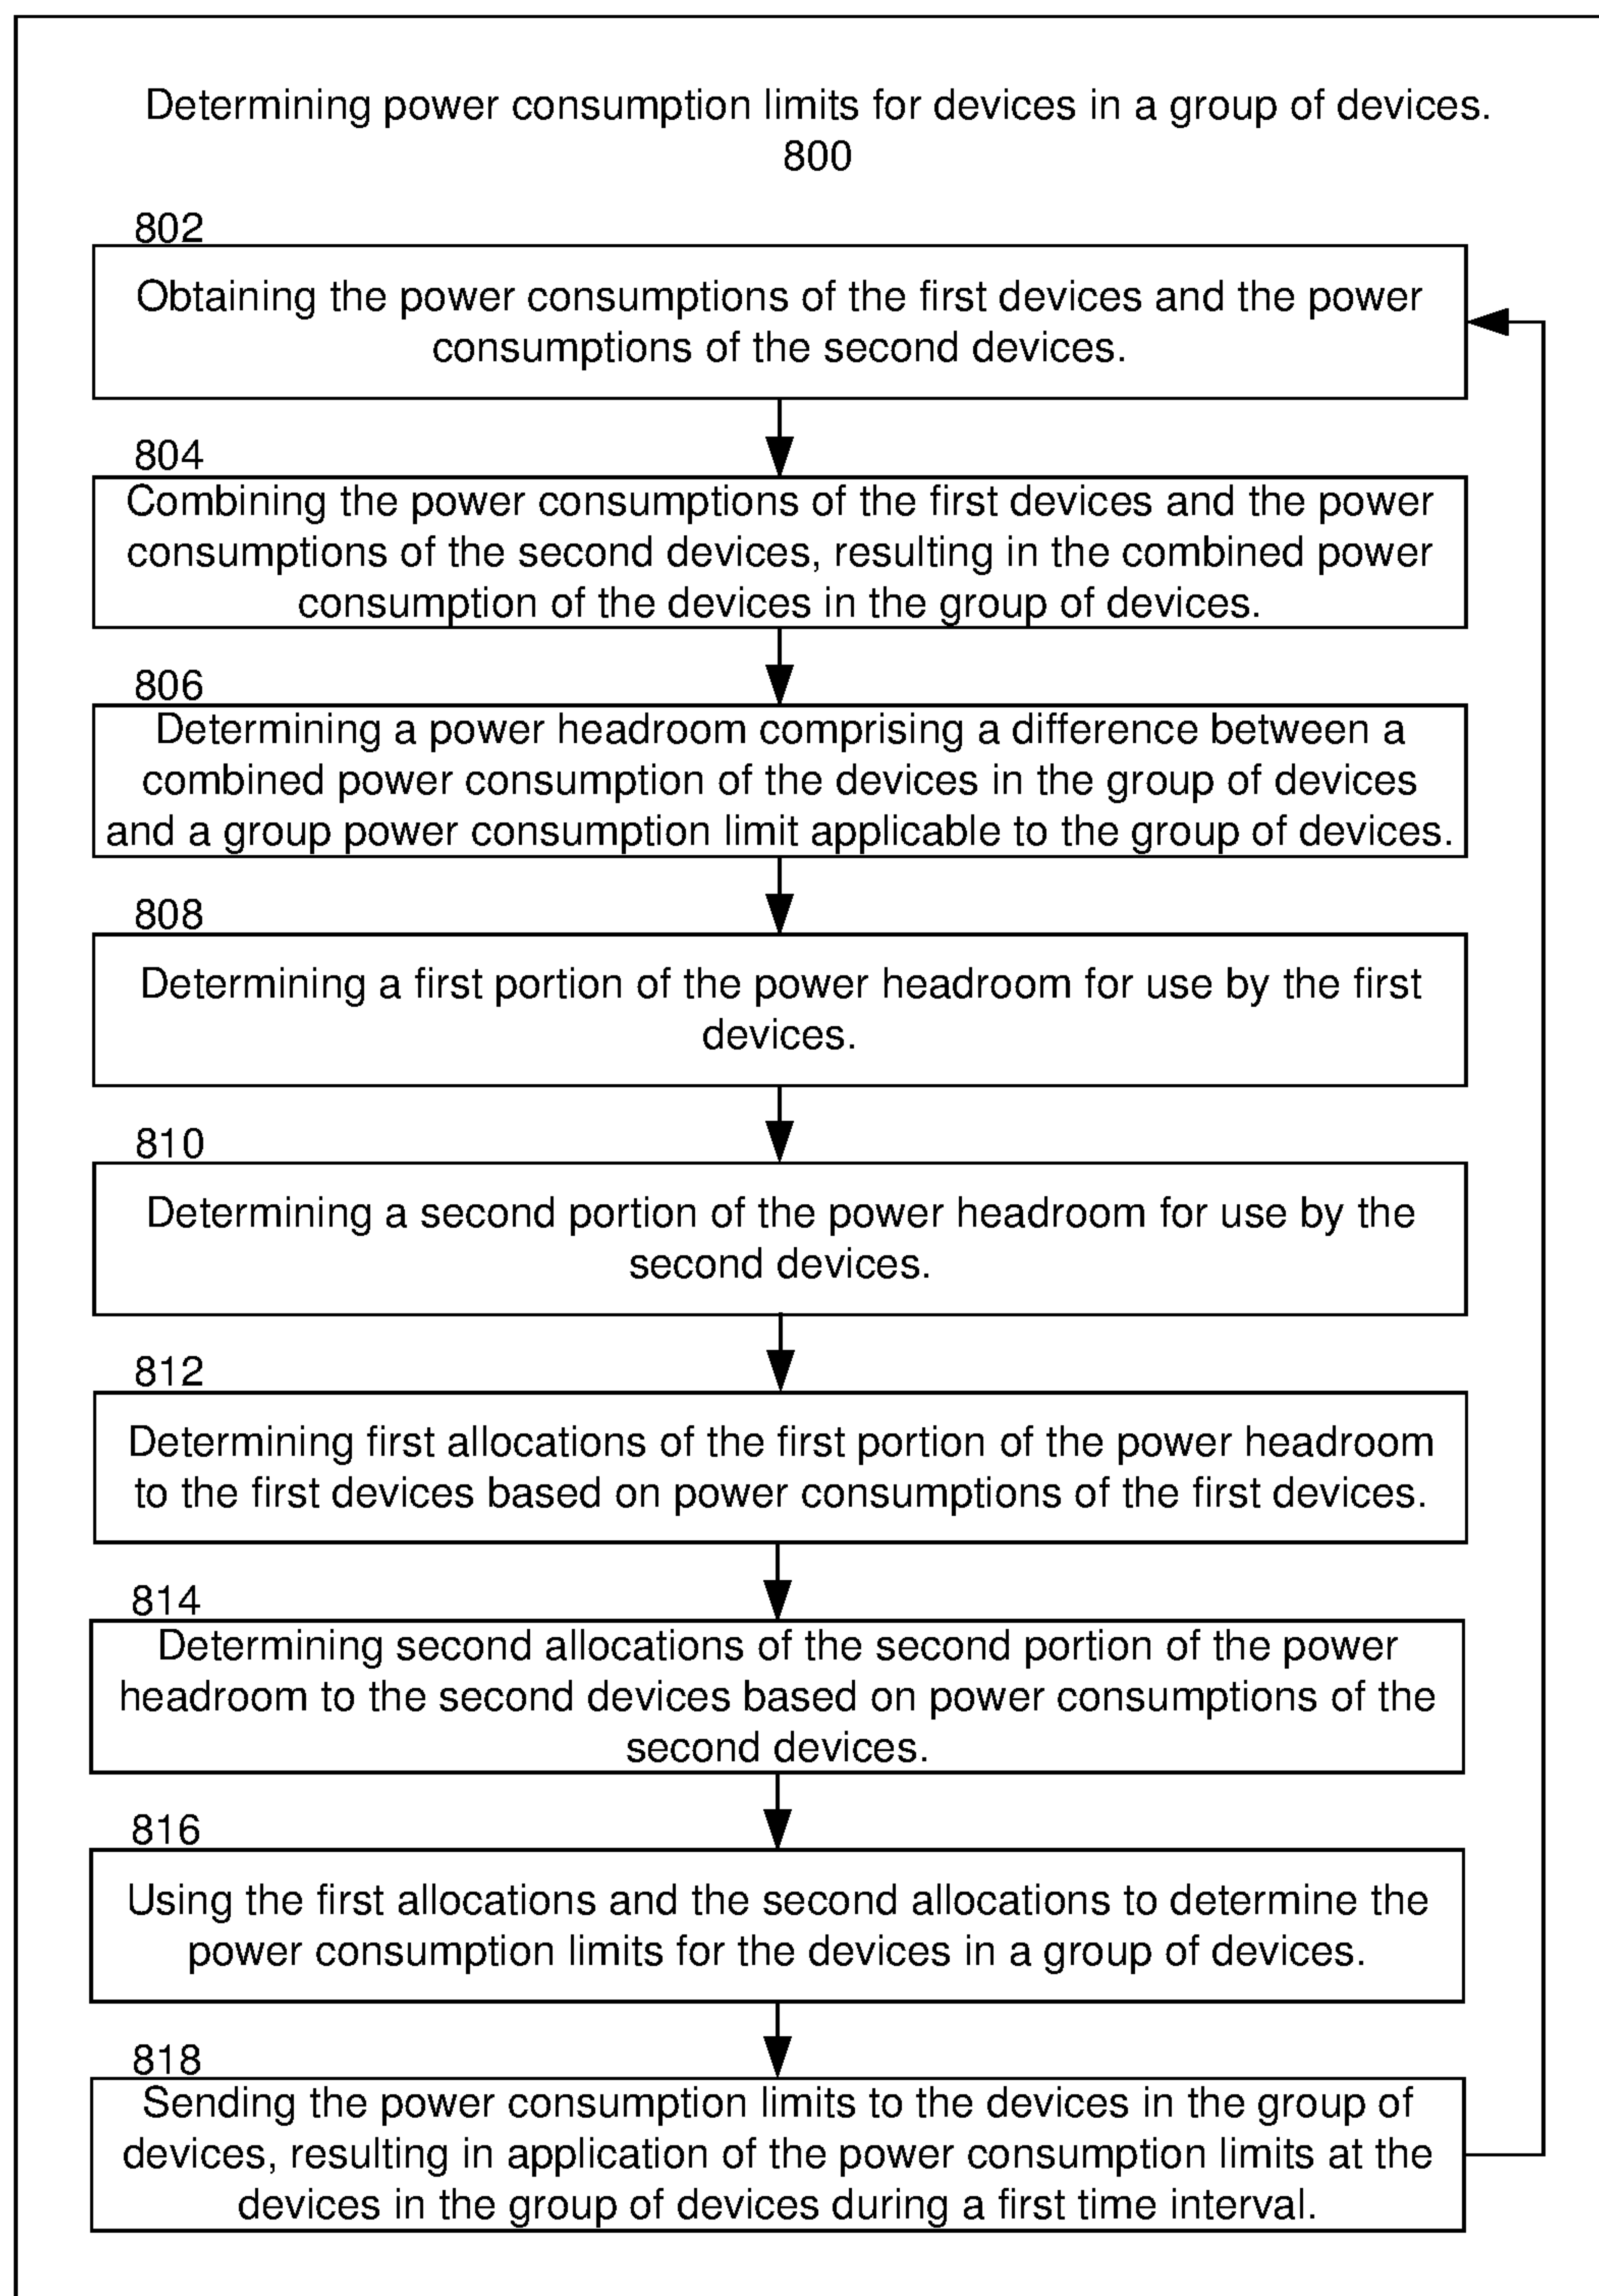 Determining power consumption limits for devices in a group of devices.
800
802
Obtaining the power consumptions of the first devices and the power
consumptions of the second devices.
804
Combining the power consumptions of the first devices and the power
consumptions of the second devices, resulting in the combined power
consumption of the devices in the group of devices.
806
Determining a power headroom comprising a difference between a
combined power consumption of the devices in the group of devices
and a group power consumption limit applicable to the group of devices.
808
Determining a first portion of the power headroom for use by the first
devices.
810
Determining a second portion of the power headroom for use by the
second devices.
812
Determining first allocations of the first portion of the power headroom
to the first devices based on power consumptions of the first devices.
814
Determining second allocations of the second portion of the power
headroom to the second devices based on power consumptions of the
second devices.
816
Using the first allocations and the second allocations to determine the
power consumption limits for the devices in a group of devices.
818
Sending the power consumption limits to the devices in the group of
devices, resulting in application of the power consumption limits at the
devices in the group of devices during a first time interval.